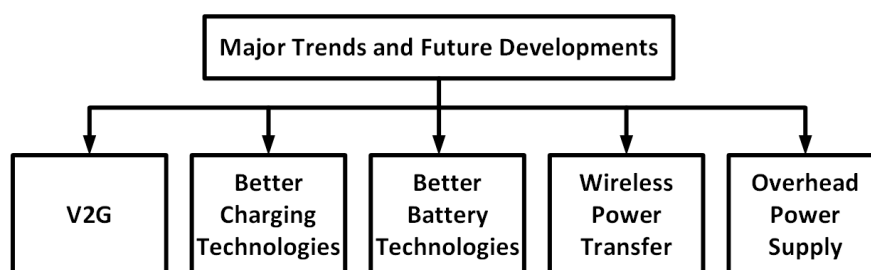 Major Trends and Future Developments
V2G
Better
Charging
Technologies
Better
Battery
Technologies
Wireless
Power
Transfer
Overhead
Power
Supply